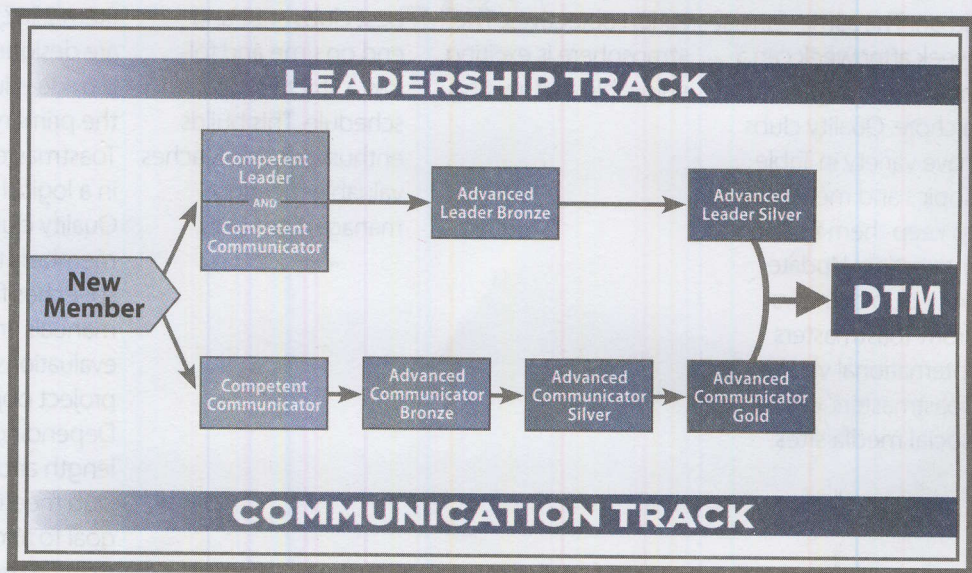 LEADERSHIP TRACK
Competent
Leader
AND
Competent
Communicator
Advanced
Leader Bronze
Advanced
Leader Silver
New
Member
DTM
Competent
Communicator
Advanced
Communicator
Bronze
Advanced
Communicator
Silver
Advanced
Communicator
Gold
COMMUNICATION TRACK